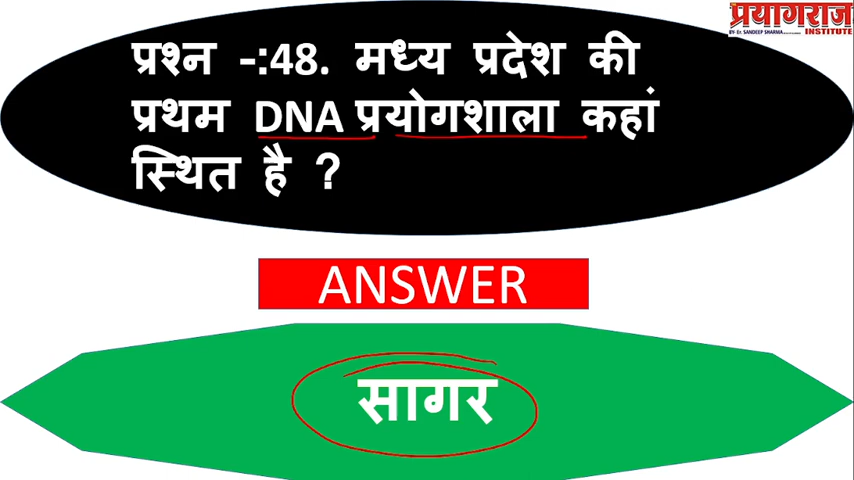 प्रयागराज
BY- Er. SANDEEP SHARMA
INSTITUTE
प्रश्न -:48. मध्य प्रदेश की
प्रथम DNA प्रयोगशाला कहां
स्थित है ?
ANSWER
सागर